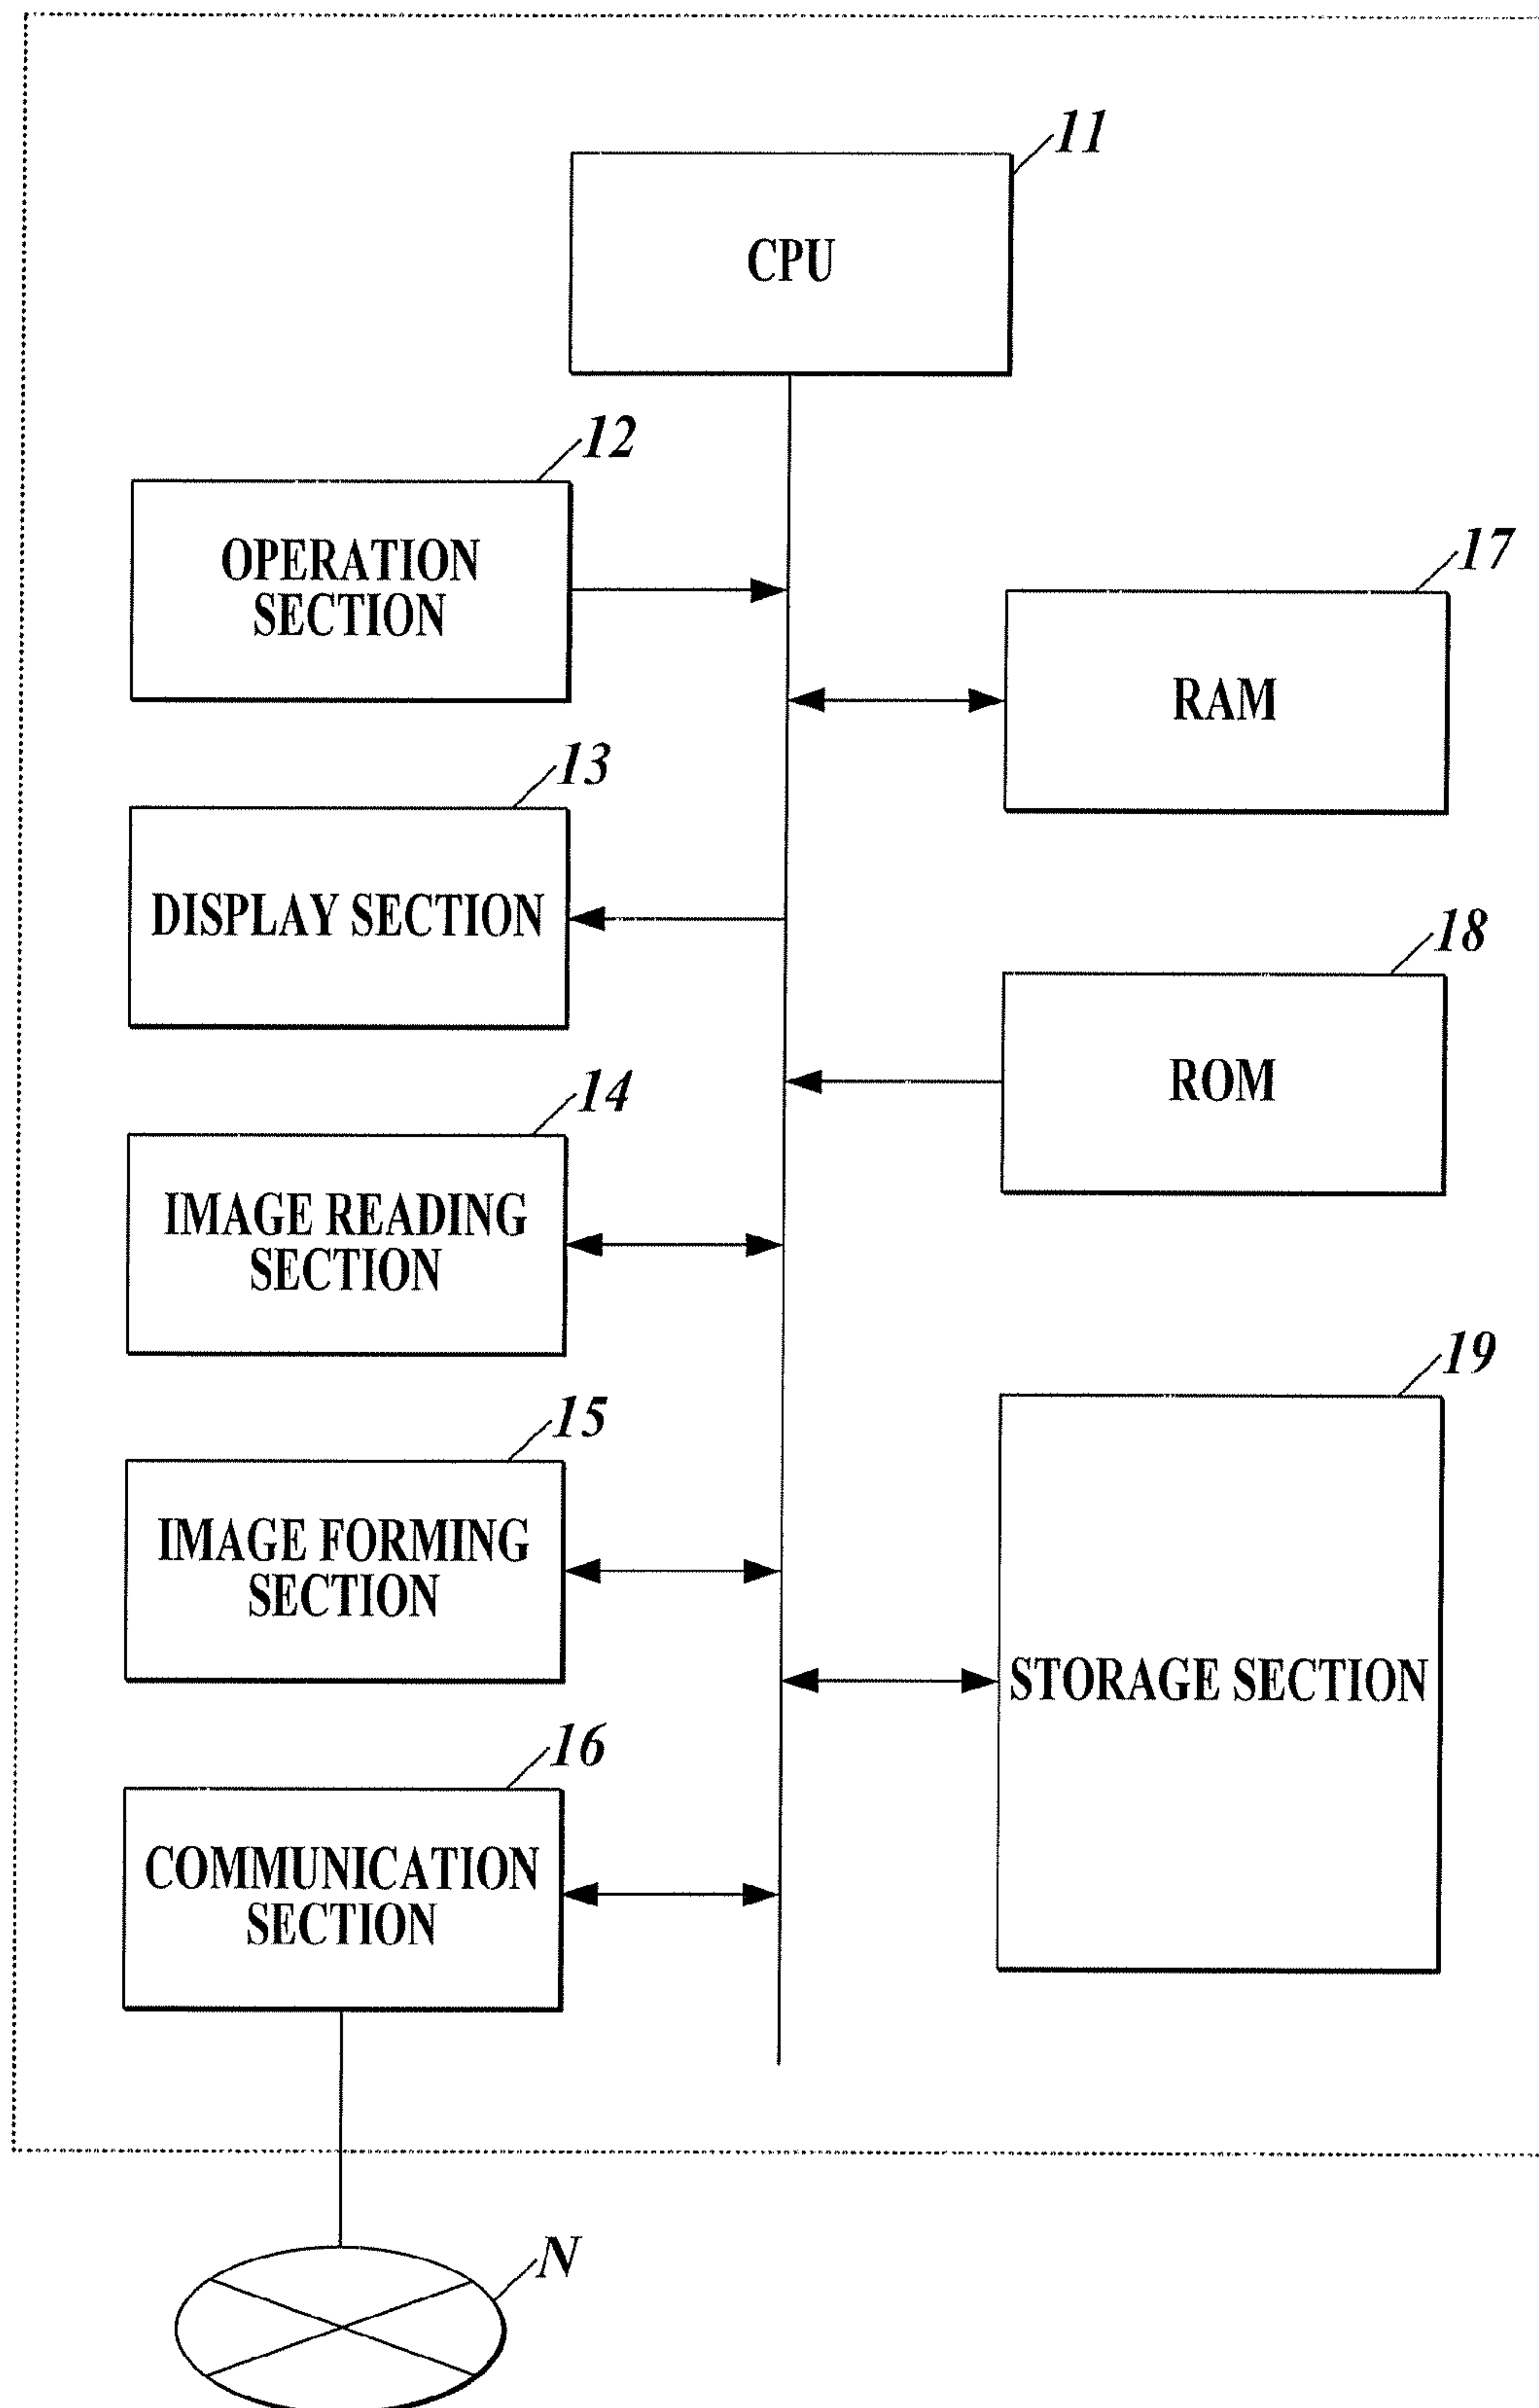 11
CPU
12
OPERATION
SECTION
17
RAM
13
DISPLAY SECTION
18
ROM
14
IMAGE READING
SECTION
19
STORAGE SECTION
15
IMAGE FORMING
SECTION
16
COMMUNICATION
SECTION
N